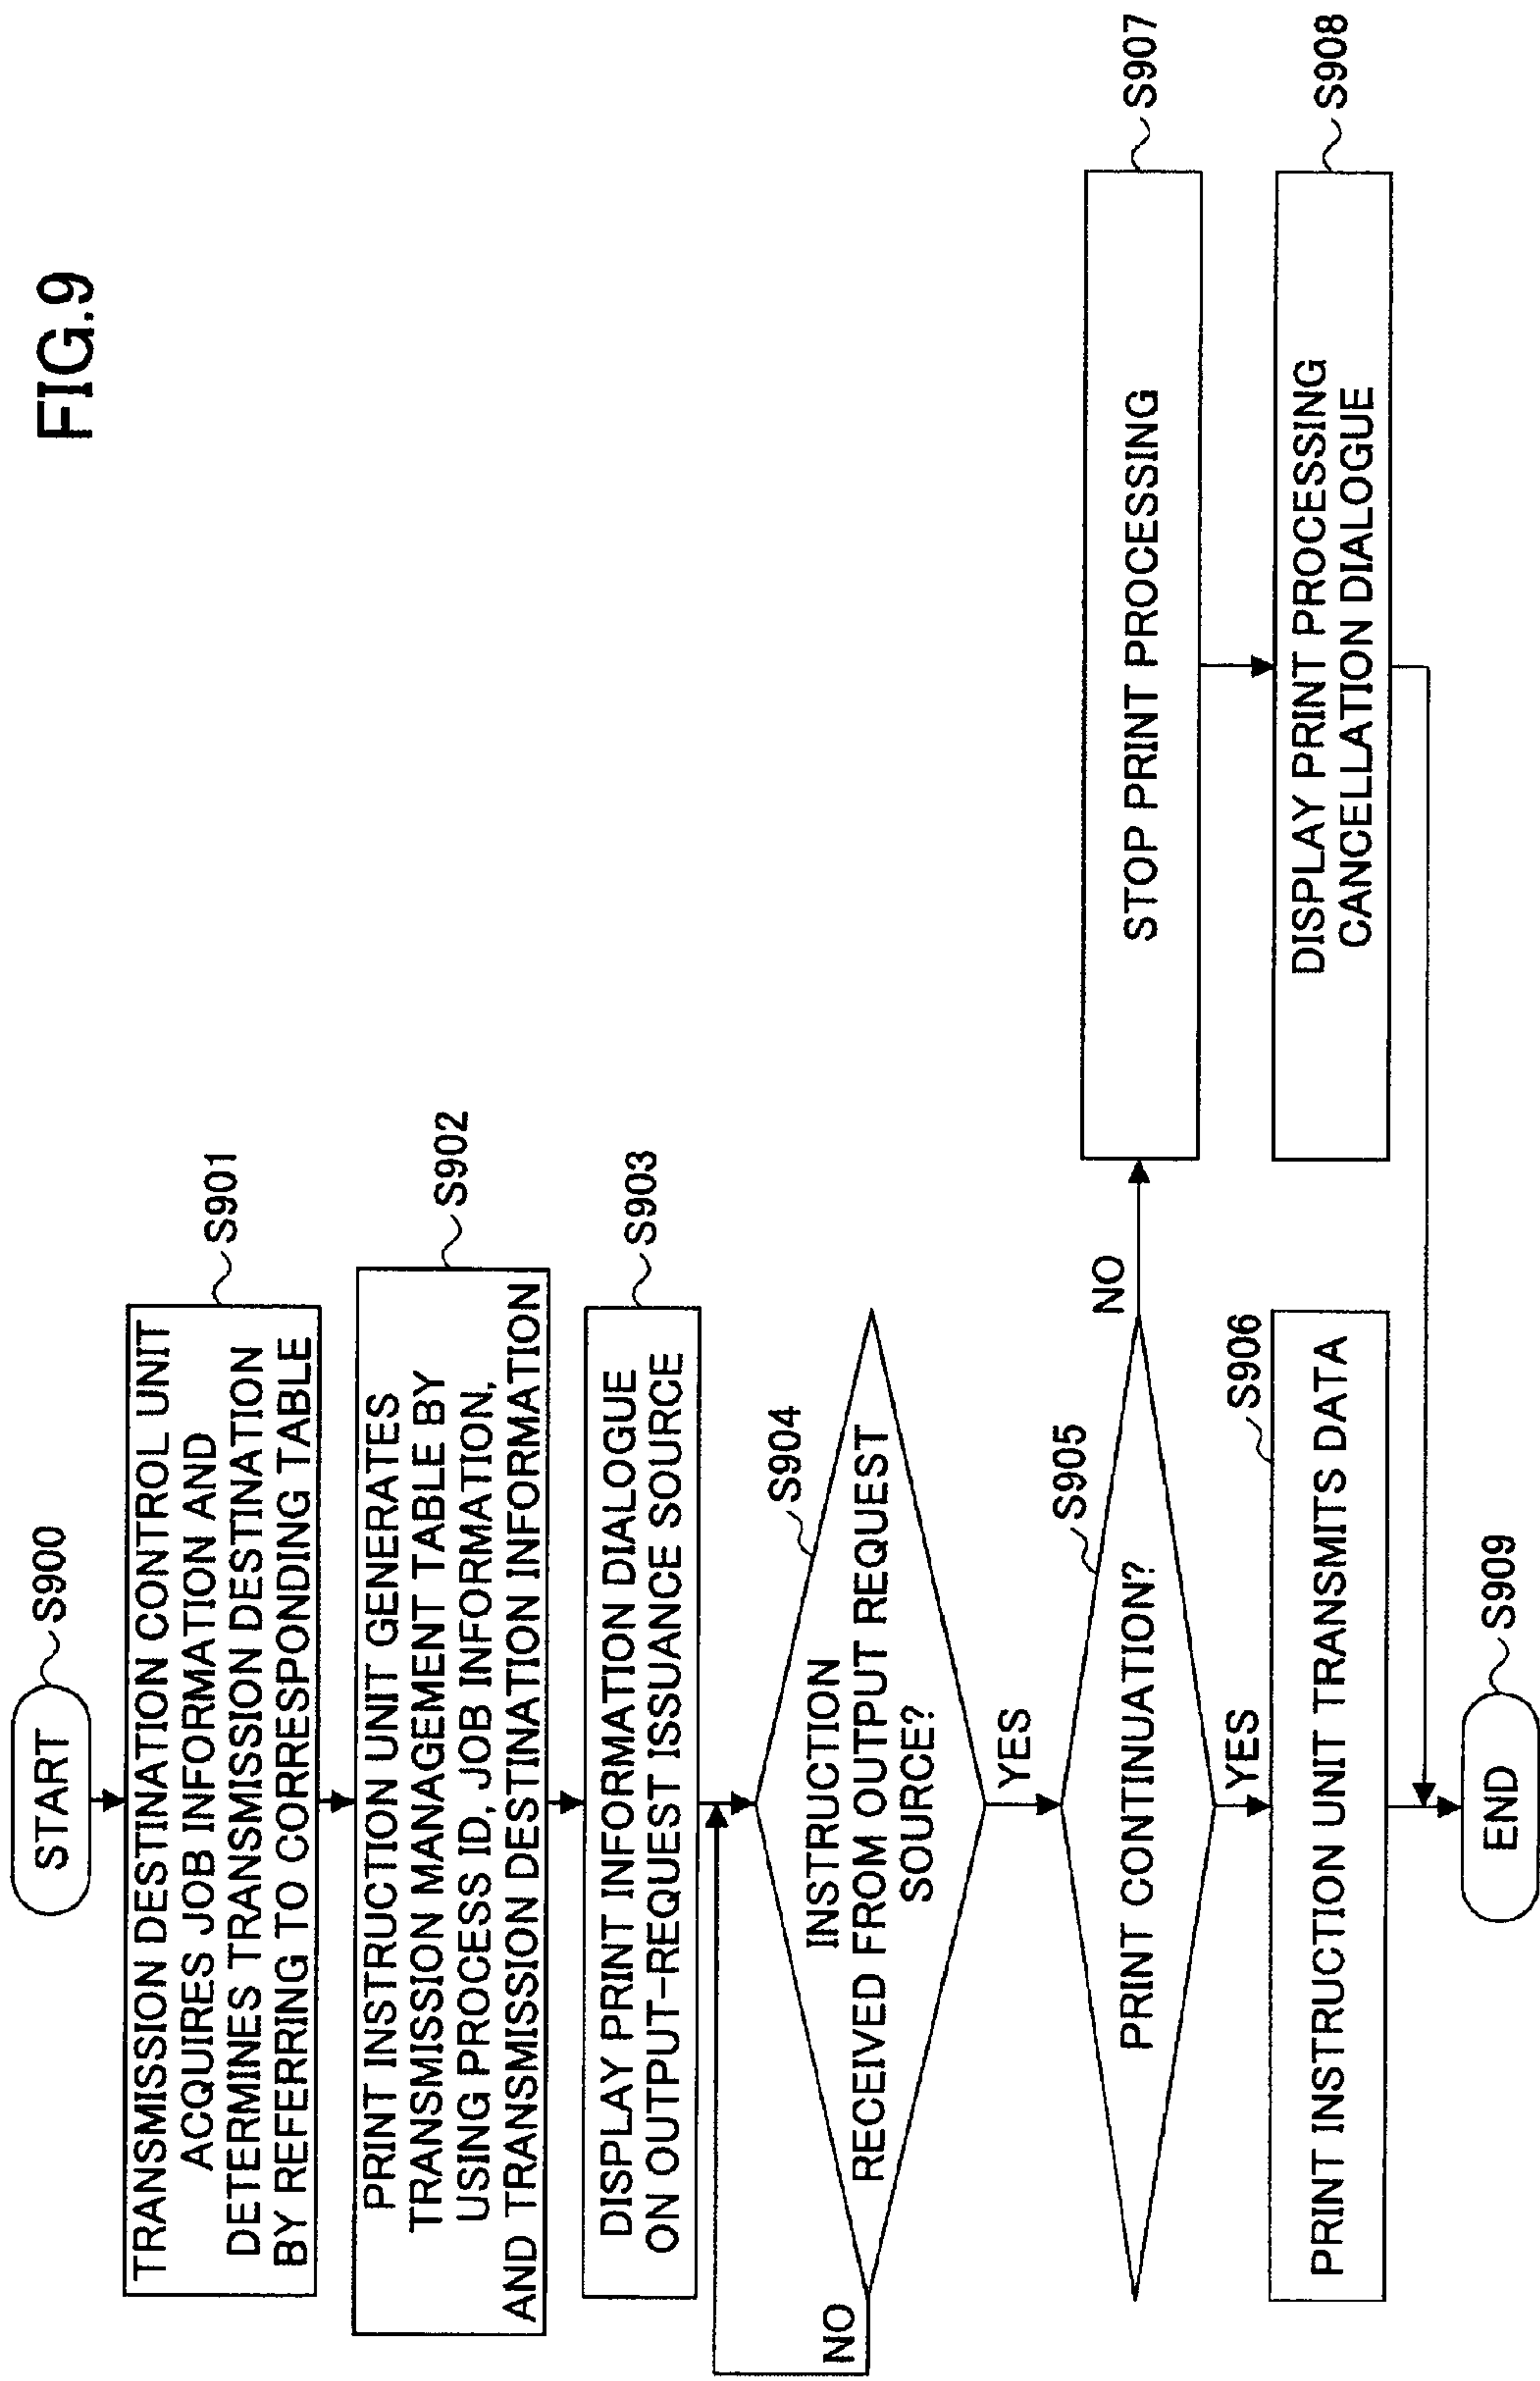 FIG.9
START
S900
TRANSMISSION DESTINATION CONTROL UNIT
ACQUIRES JOB INFORMATION AND
DETERMINES TRANSMISSION DESTINATION
BY REFERRING TO CORRESPONDING TABLE
S901
PRINT INSTRUCTION UNIT GENERATES
TRANSMISSION MANAGEMENT TABLE BY
USING PROCESS ID, JOB INFORMATION,
AND TRANSMISSION DESTINATION INFORMATION
S902
DISPLAY PRINT INFORMATION DIALOGUE
ON OUTPUT-REQUEST ISSUANCE SOURCE
S903
INSTRUCTION
RECEIVED FROM OUTPUT REQUEST
SOURCE?
S904
NO
YES
PRINT CONTINUATION?
S905
NO
YES
STOP PRINT PROCESSING
S907
PRINT INSTRUCTION UNIT TRANSMITS DATA
S906
DISPLAY PRINT PROCESSING
CANCELLATION DIALOGUE
S908
END
S909